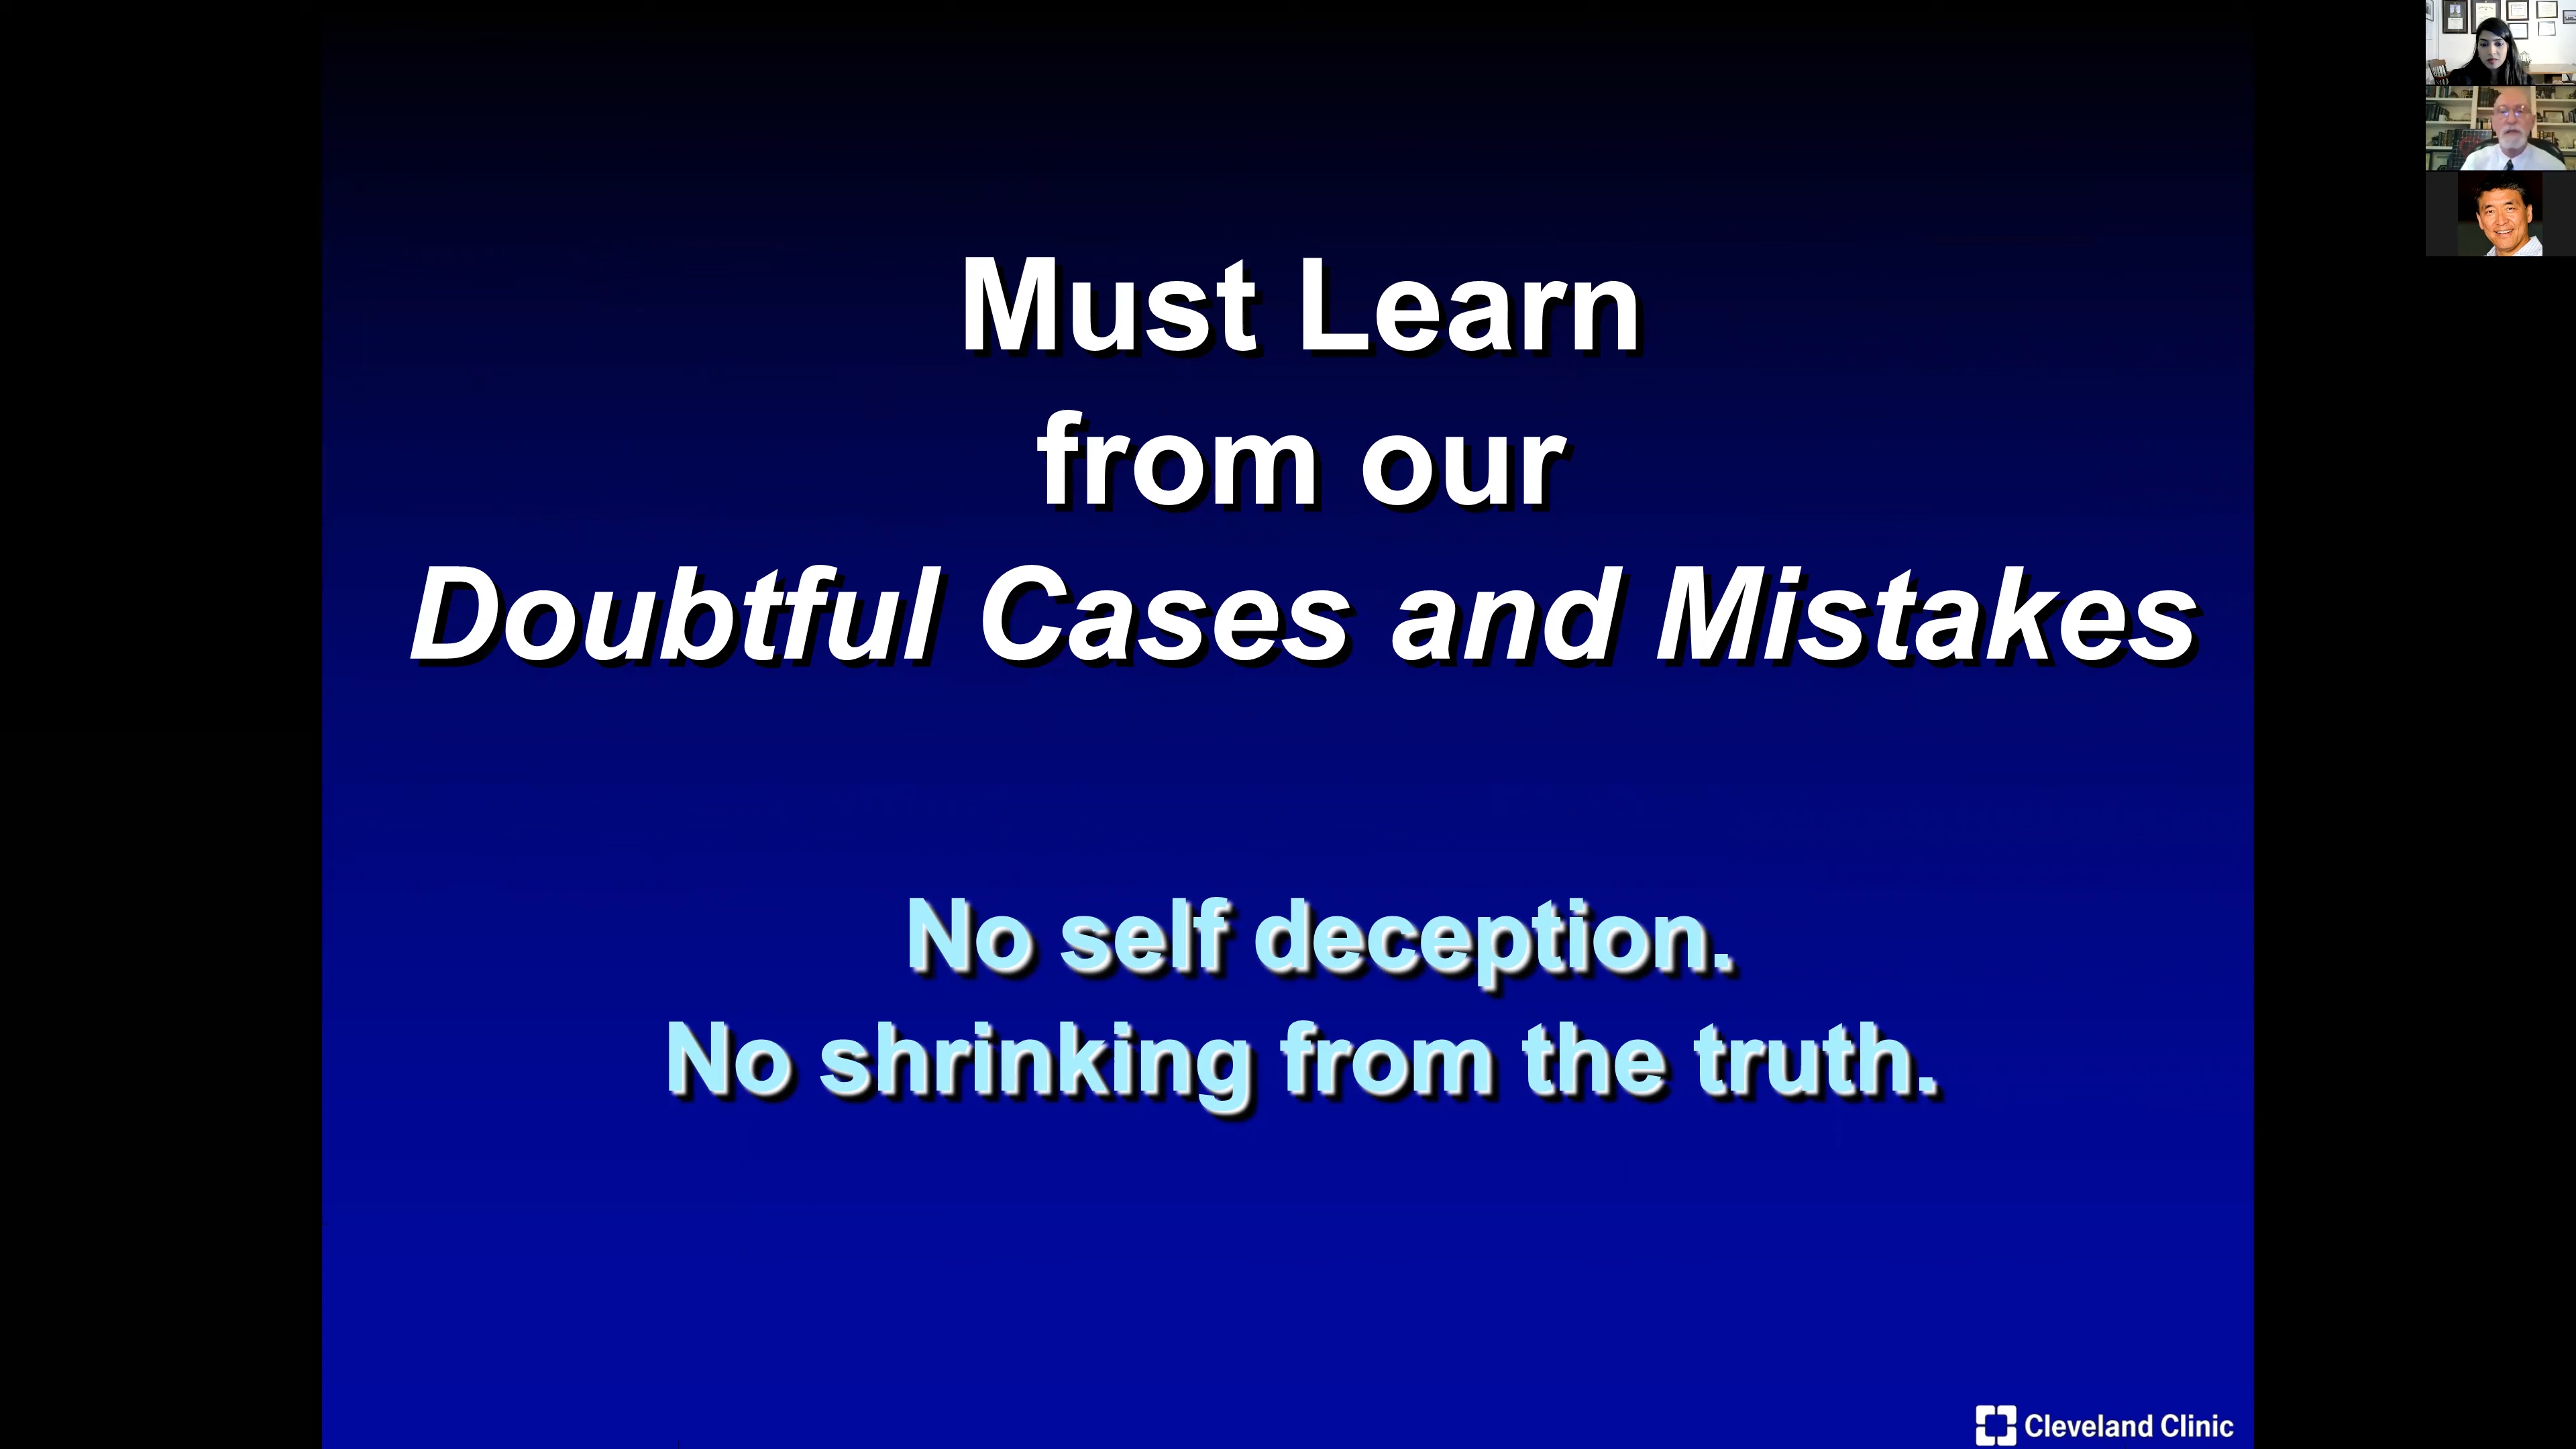 Must Learn
from our
Doubtful Cases and Mistakes
No self deception.
No shrinking from the truth.
Cleveland Clinic